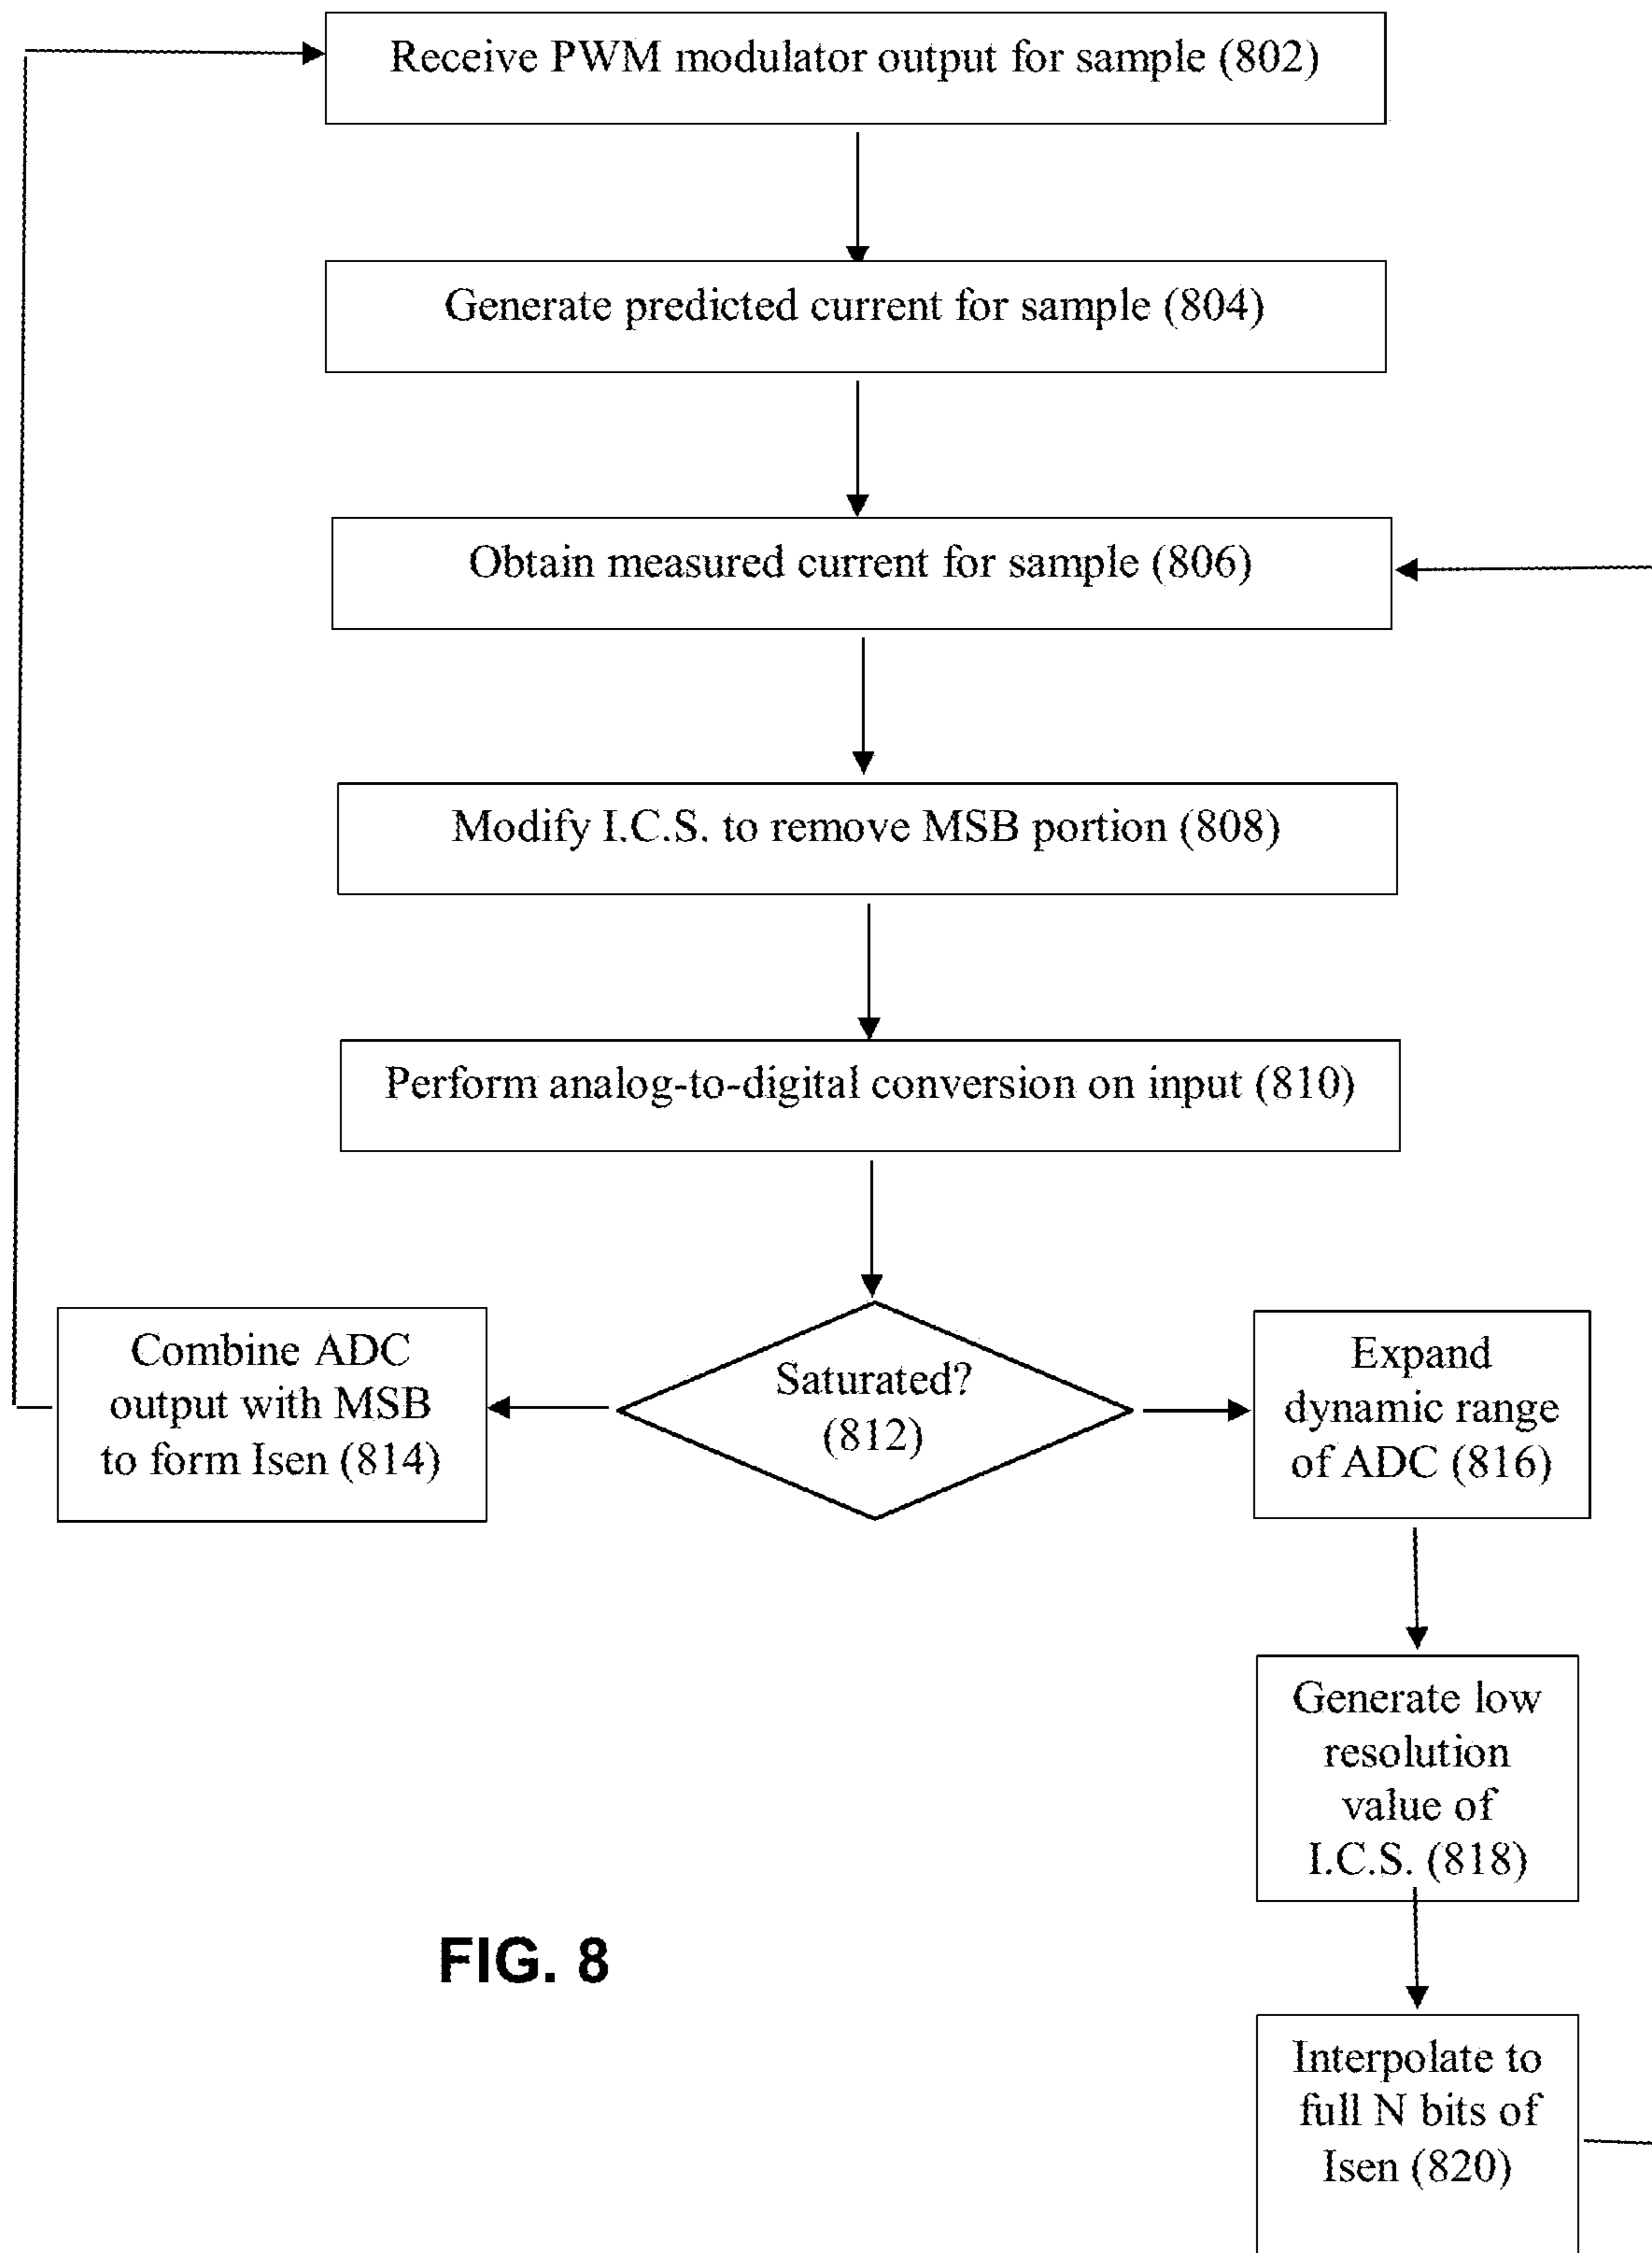 Receive PWM modulator output for sample (802)
Generate predicted current for sample (804)
Obtain measured current for sample (806)
Modify I.C.S. to remove MSB portion (808)
Perform analog-to-digital conversion on input (810)
Combine ADC
output with MSB
to form Isen (814)
Saturated?
(812)
Expand
dynamic range
of ADC (816)
Generate low
resolution
value of
I.C.S. (818)
FIG. 8
Interpolate to
full N bits of
Isen (820)